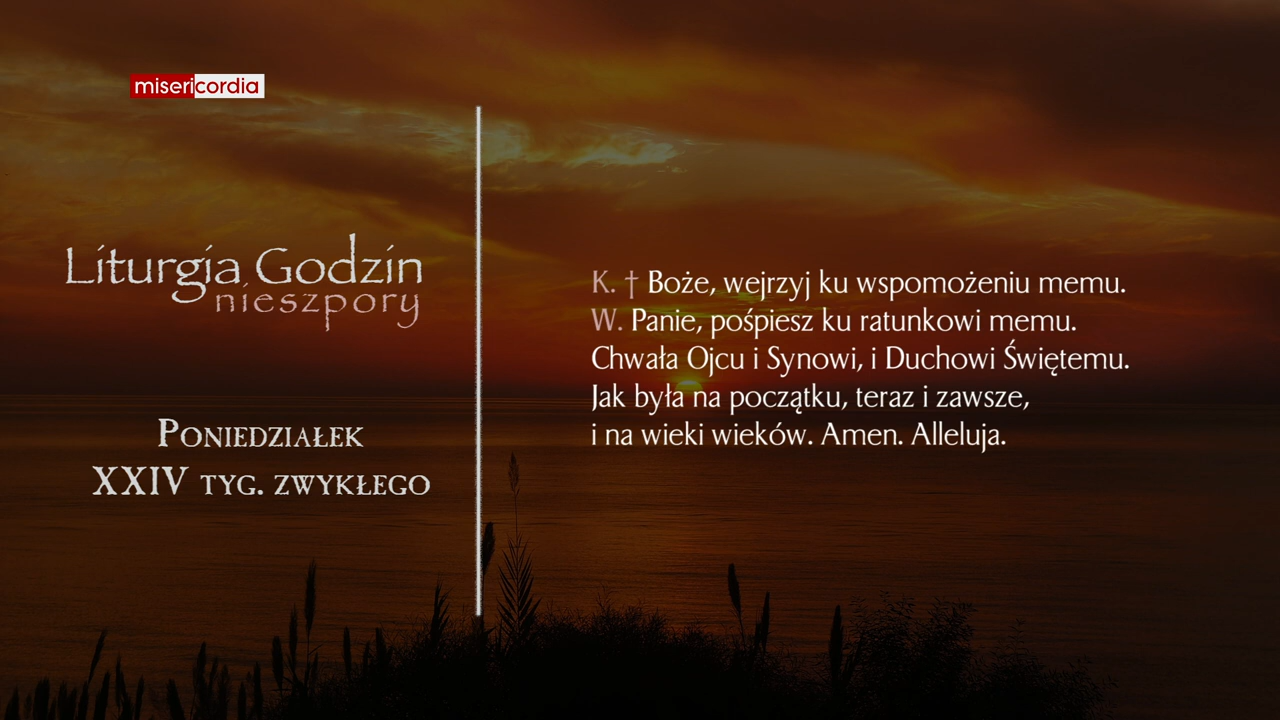 misericordia
Liturgia Godzin
nieszpory
Poniedziałek
XXIV tyg. zwykłego
K. † Boże, wejrzyj ku wspomożeniu memu.
W. Panie, pośpiesz ku ratunkowi memu.
Chwała Ojcu i Synowi, i Duchowi Świętemu.
Jak była na początku, teraz i zawsze,
i na wieki wieków. Amen. Alleluja.